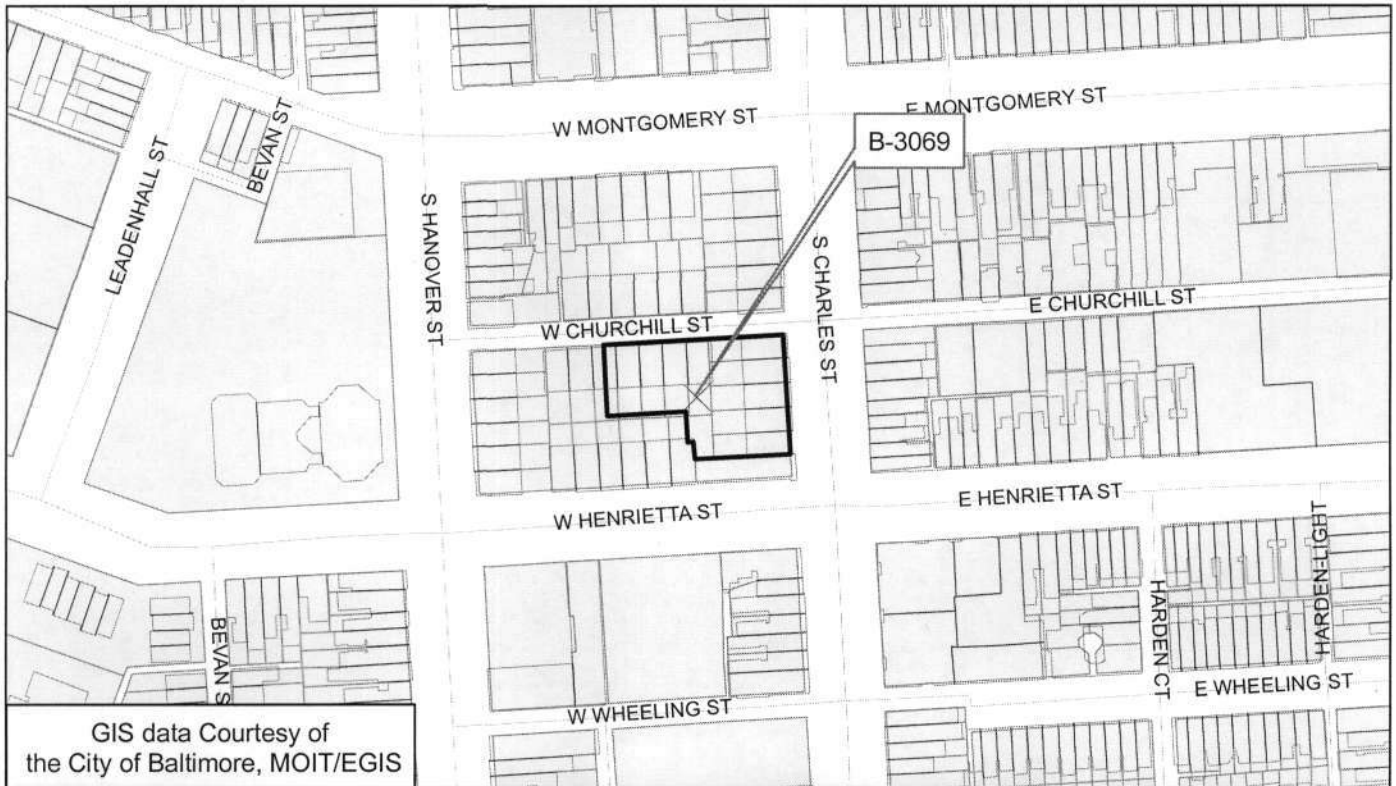 W MONTGOMERY ST
E MONTGOMERY ST
B-3069
BEVAN ST
LEADENHALL ST
S HANOVER ST
S CHARLES ST
W CHURCHILL ST
E CHURCHILL ST
W HENRIETTA ST
E HENRIETTA ST
HARDEN-LIGHT
HARDEN CT
BEVAN S
E WHEELING ST
W WHEELING ST
GIS data Courtesy of
the City of Baltimore, MOIT/EGIS